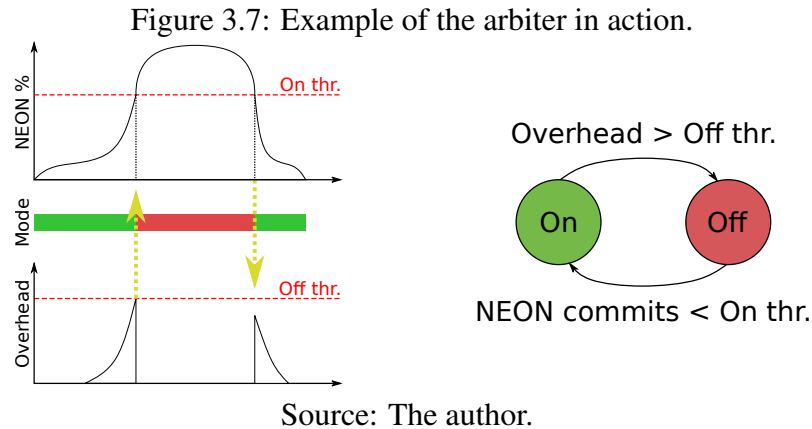 Figure 3.7: Example of the arbiter in action.
NEON %
On thr.
Mode
Overhead
Off thr.
Overhead > Off thr.
On
Off
NEON commits < On thr.
Source: The author.